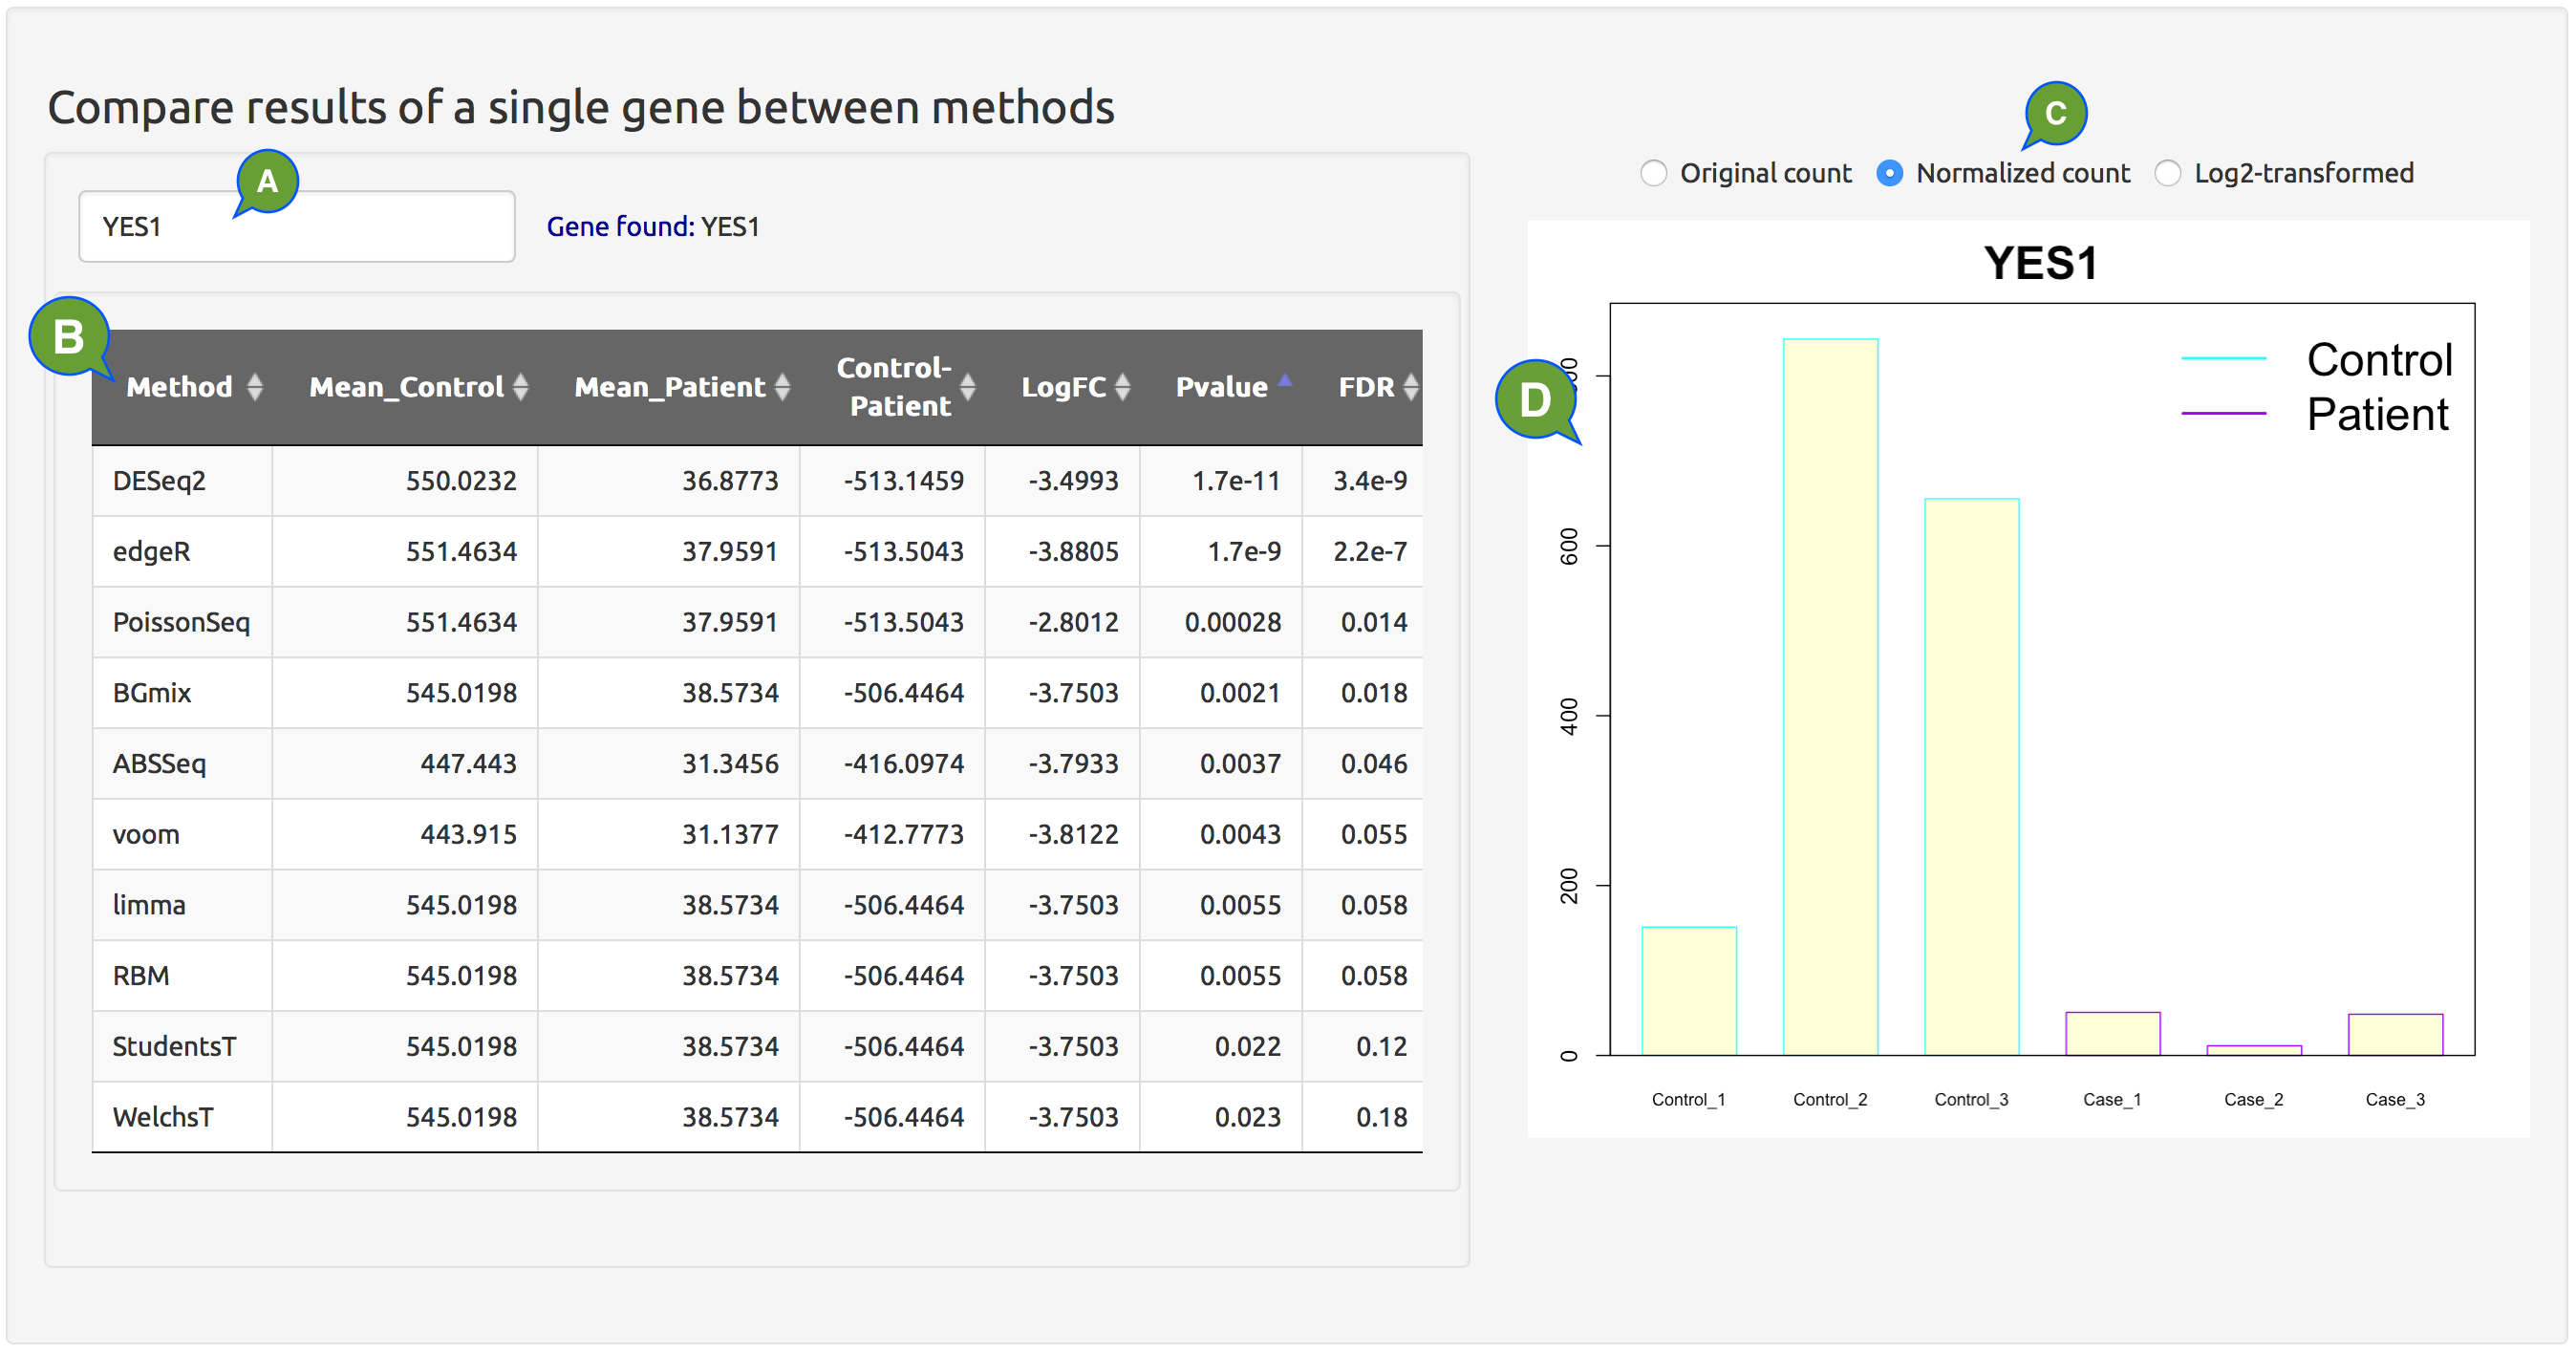 Compare results of a single gene between methods
A
YES1
Gene found: YES1
B
Method Mean_Control Mean_Patient Control-Patient LogFC Pvalue FDR
DESeq2 550.0232 36.8773 -513.1459 -3.4993 1.7e-11 3.4e-9
edgeR 551.4634 37.9591 -513.5043 -3.8805 1.7e-9 2.2e-7
PoissonSeq 551.4634 37.9591 -513.5043 -2.8012 0.00028 0.014
BGmix 545.0198 38.5734 -506.4464 -3.7503 0.0021 0.018
ABSSeq 447.443 31.3456 -416.0974 -3.7933 0.0037 0.046
voom 443.915 31.1377 -412.7773 -3.8122 0.0043 0.055
limma 545.0198 38.5734 -506.4464 -3.7503 0.0055 0.058
RBM 545.0198 38.5734 -506.4464 -3.7503 0.0055 0.058
StudentsT 545.0198 38.5734 -506.4464 -3.7503 0.022 0.12
WelchsT 545.0198 38.5734 -506.4464 -3.7503 0.023 0.18
C
Original count Normalized count Log2-transformed
YES1
Control
Patient
D
600
400
200
0
Control_1 Control_2 Control_3 Case_1 Case_2 Case_3